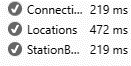 Connecti... 219 ms
Locations 472 ms
StationB... 219 ms